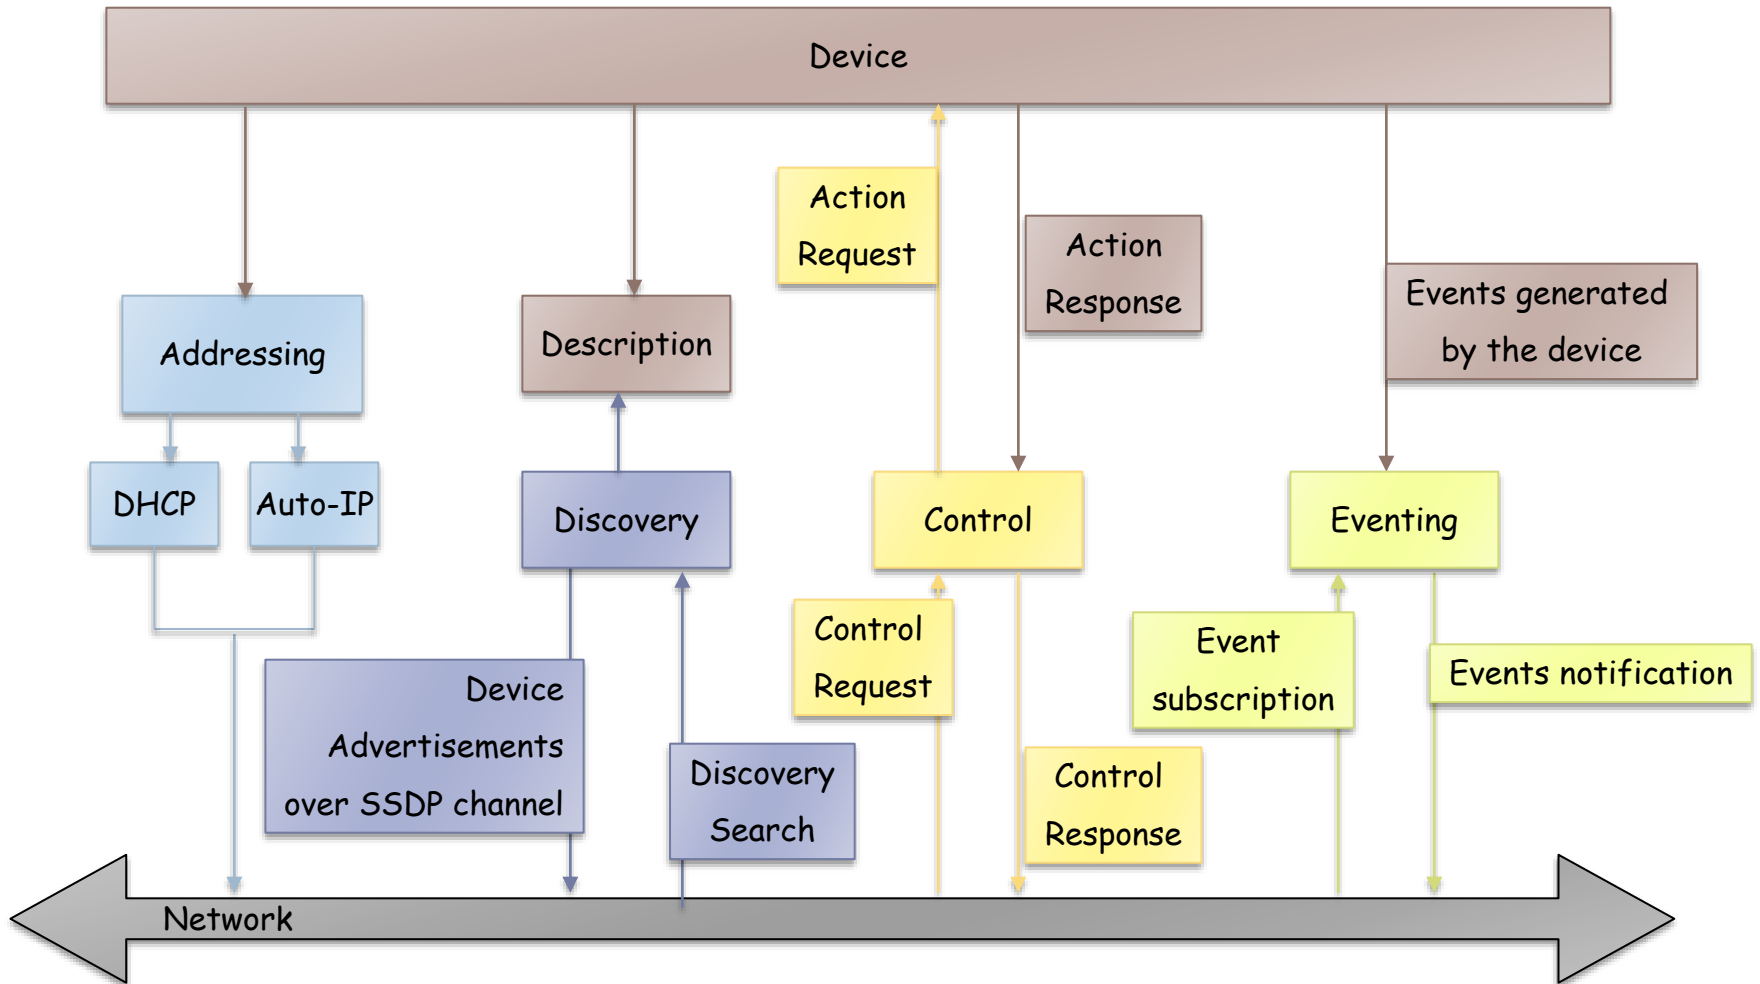 Device
Action
Request
Action
Response
Events generated
by the device
Addressing
Description
DHCP
Auto-IP
Discovery
Control
Eventing
Control
Request
Event
subscription
Events notification
Device
Advertisements
over SSDP channel
Discovery
Search
Control
Response
Network